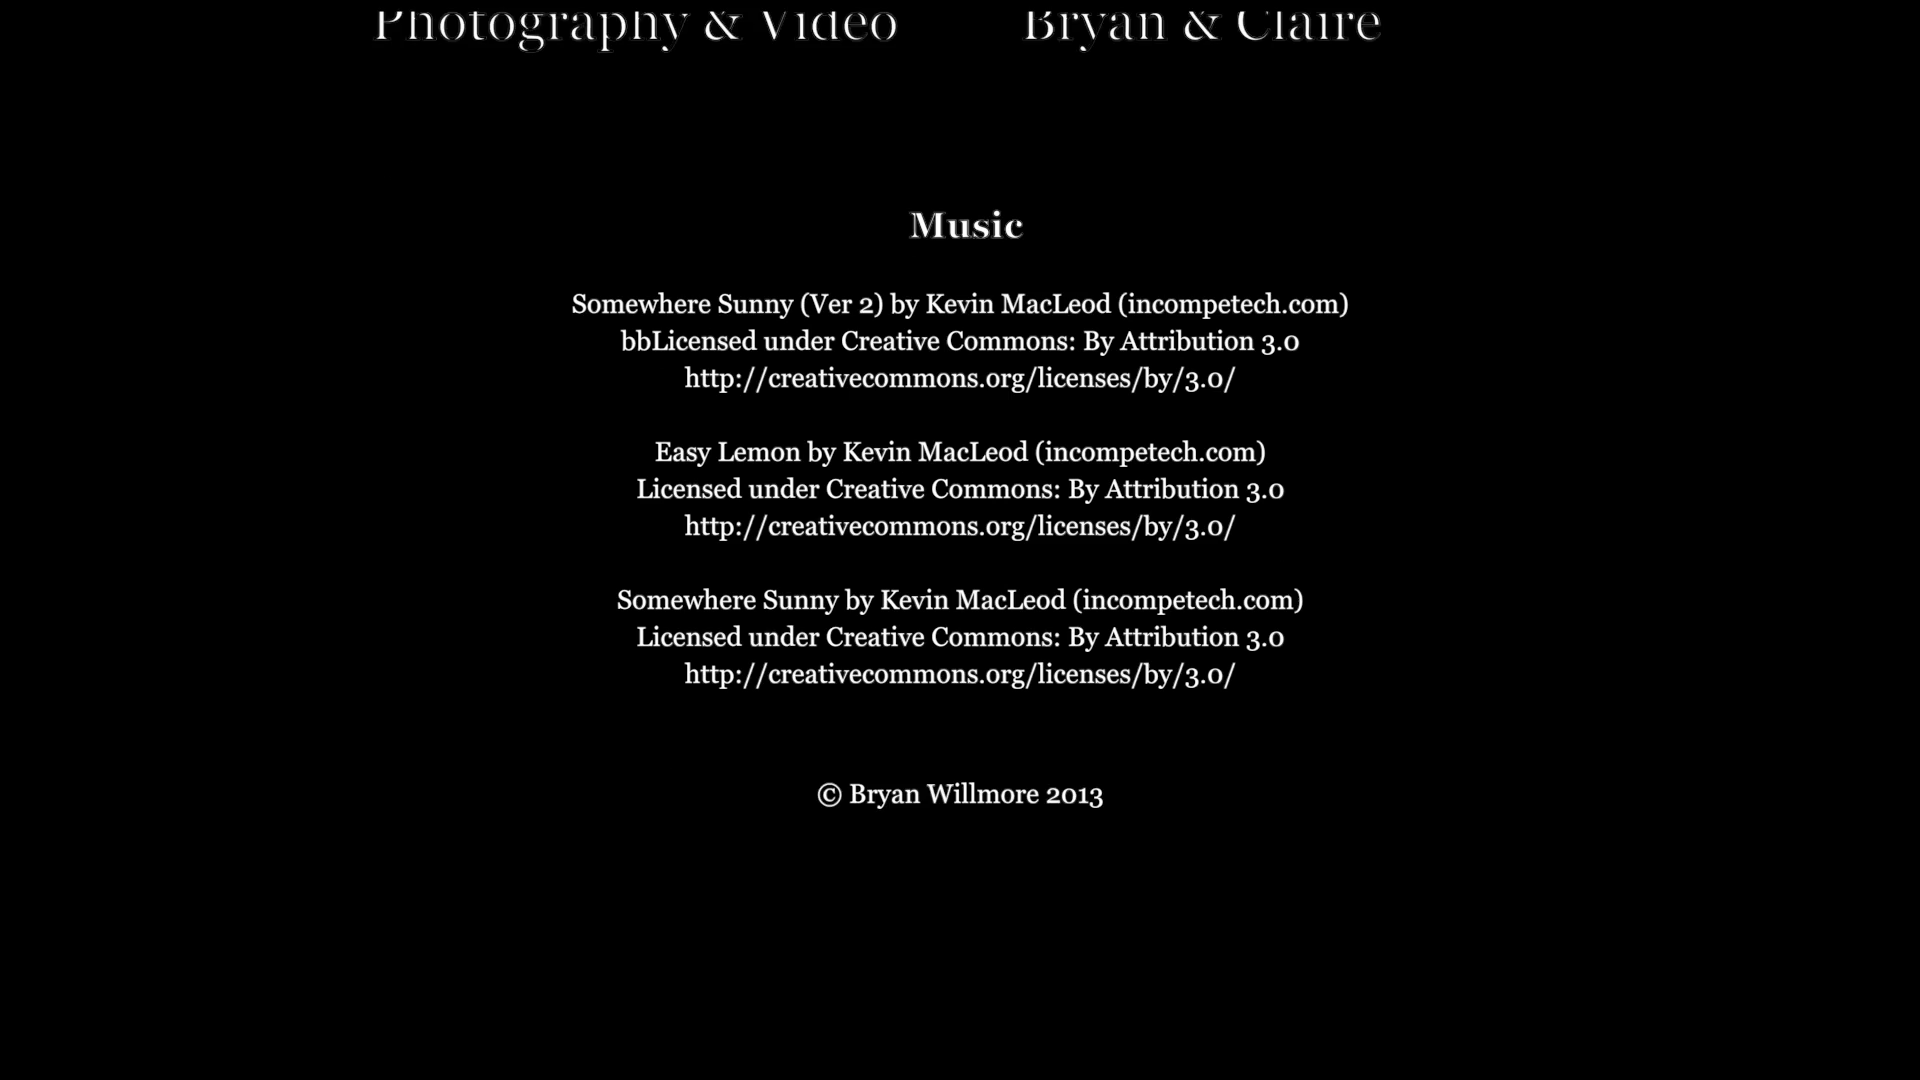 Photography & Video Bryan & Claire
Music
Somewhere Sunny (Ver 2) by Kevin MacLeod (incompetech.com)
bbLicensed under Creative Commons: By Attribution 3.0
http://creativecommons.org/licenses/by/3.0/
Easy Lemon by Kevin MacLeod (incompetech.com)
Licensed under Creative Commons: By Attribution 3.0
http://creativecommons.org/licenses/by/3.0/
Somewhere Sunny by Kevin MacLeod (incompetech.com)
Licensed under Creative Commons: By Attribution 3.0
http://creativecommons.org/licenses/by/3.0/
© Bryan Willmore 2013